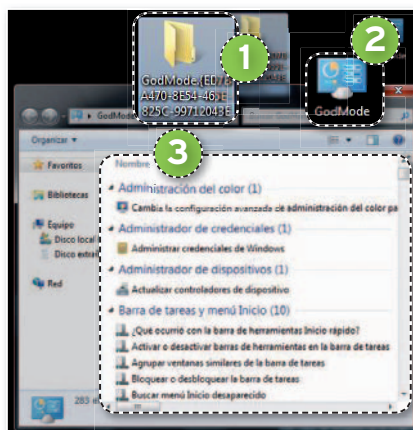 1
2
GodMode.{ED7
A470-8E54-465E
825C-99712043E
GodMode
GodMode
3
Organizar
Nombre
Favoritos
Bibliotecas
Equipo
Disco local
Disco extraí
Red
Administración del color (1)
Cambia la configuración avanzada de administración del color pa
Administrador de credenciales (1)
Administrar credenciales de Windows
Administrador de dispositivos (1)
Actualizar controladores de dispositivo
Barra de tareas y menú Inicio (10)
¿Qué ocurrió con la barra de herramientas Inicio rápido?
Activar o desactivar barras de herramientas en la barra de tareas
Agrupar ventanas similares de la barra de tareas
Bloquear o desbloquear la barra de tareas
Buscar menú Inicio desaparecido
283